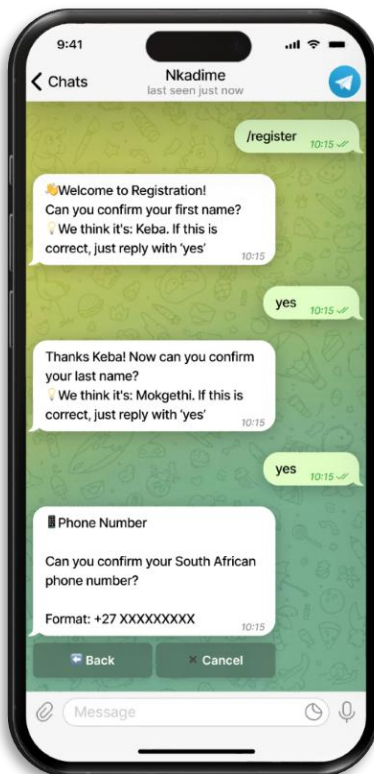 9:41
Chats
Nkadime
last seen just now
/register 10:15
👋Welcome to Registration!
Can you confirm your first name?
💡We think it's: Keba. If this is
correct, just reply with 'yes'
10:15
yes 10:15
Thanks Keba! Now can you confirm
your last name?
💡We think it's: Mokgethi. If this is
correct, just reply with 'yes'
10:15
yes 10:15
📱Phone Number
Can you confirm your South African
phone number?
Format: +27 XXXXXXXXX
10:15
Back
Cancel
Message